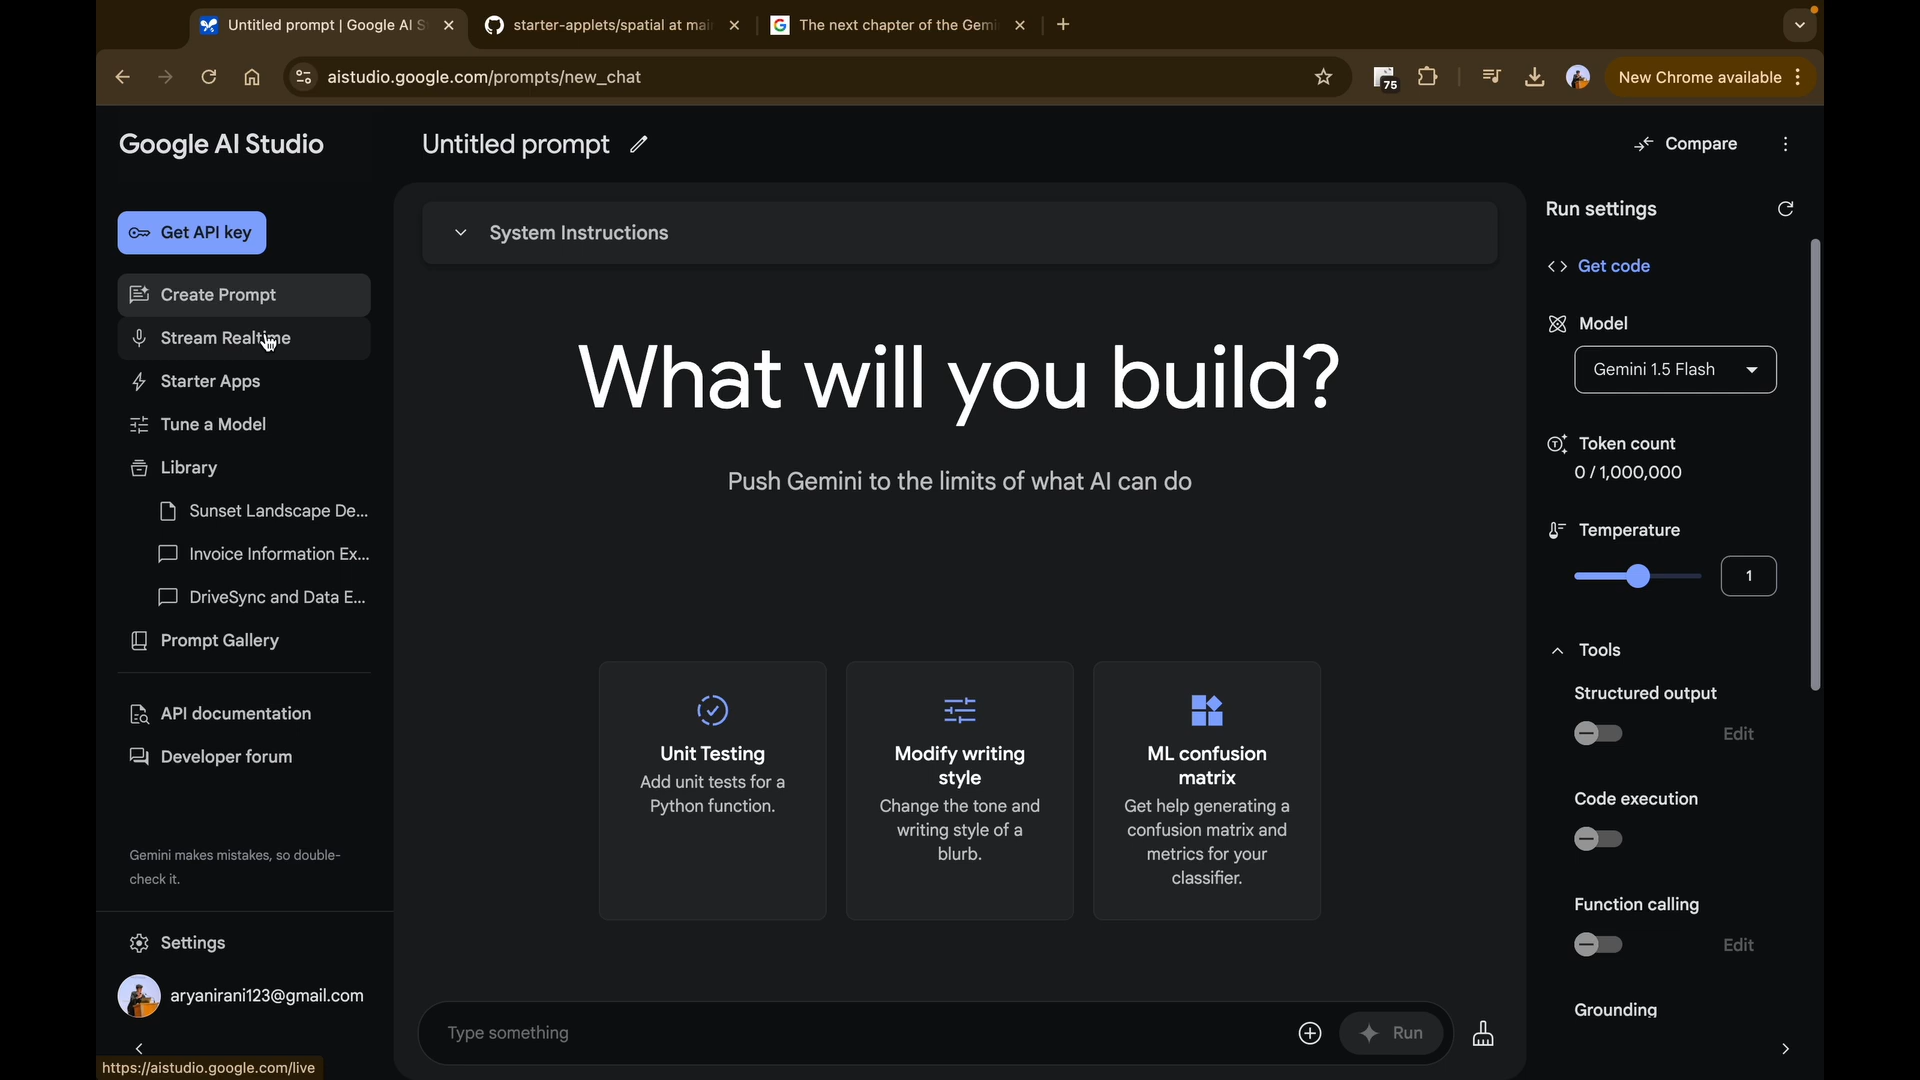 Untitled prompt | Google AI S
starter-applets/spatial at mai
The next chapter of the Gemi
aistudio.google.com/prompts/new_chat
75
New Chrome available
Google AI Studio
Untitled prompt
Compare
Get API key
Create Prompt
Stream Realtime
Starter Apps
Tune a Model
Library
Sunset Landscape De...
Invoice Information Ex...
DriveSync and Data E...
Prompt Gallery
API documentation
Developer forum
Gemini makes mistakes, so double-
check it.
Settings
aryanirani123@gmail.com
https://aistudio.google.com/live
System Instructions
What will you build?
Push Gemini to the limits of what AI can do
Unit Testing
Add unit tests for a
Python function.
Modify writing
style
Change the tone and
writing style of a
blurb.
ML confusion
matrix
Get help generating a
confusion matrix and
metrics for your
classifier.
Type something
Run
Run settings
Get code
Model
Gemini 1.5 Flash
Token count
0 / 1,000,000
Temperature
1
Tools
Structured output
Edit
Code execution
Function calling
Edit
Grounding